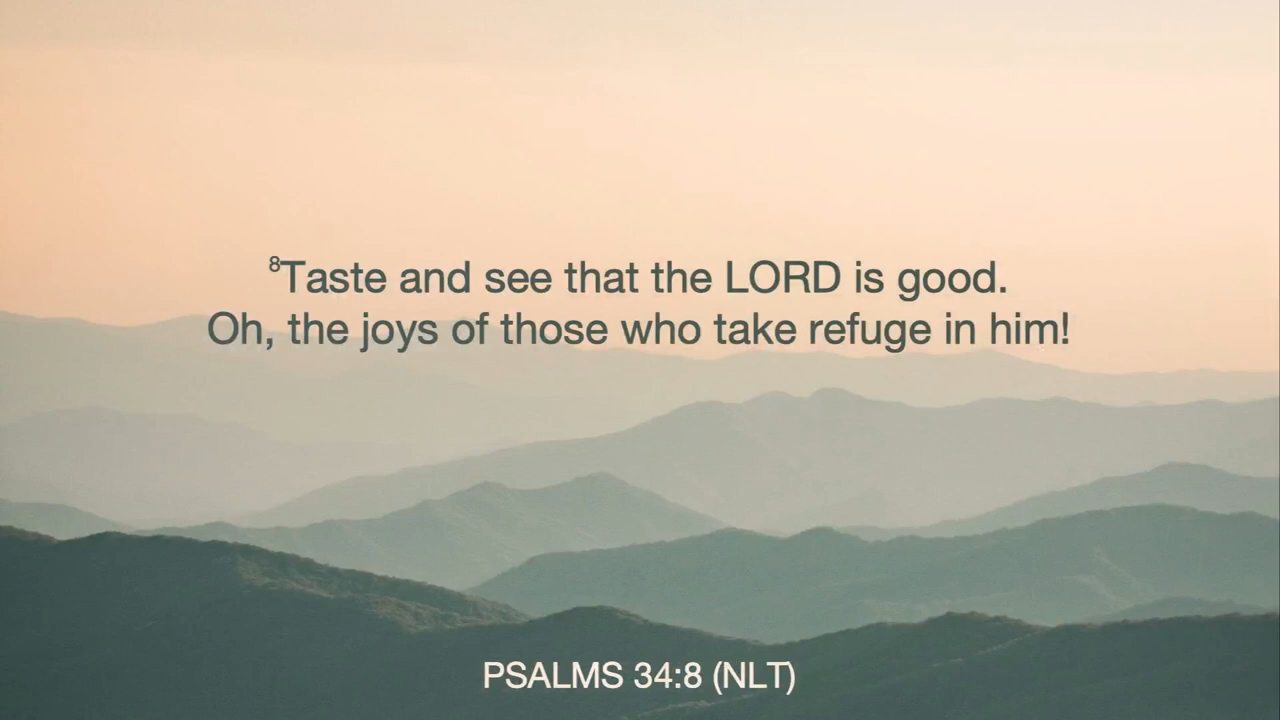 ⁸Taste and see that the LORD is good.
Oh, the joys of those who take refuge in him!
PSALMS 34:8 (NLT)